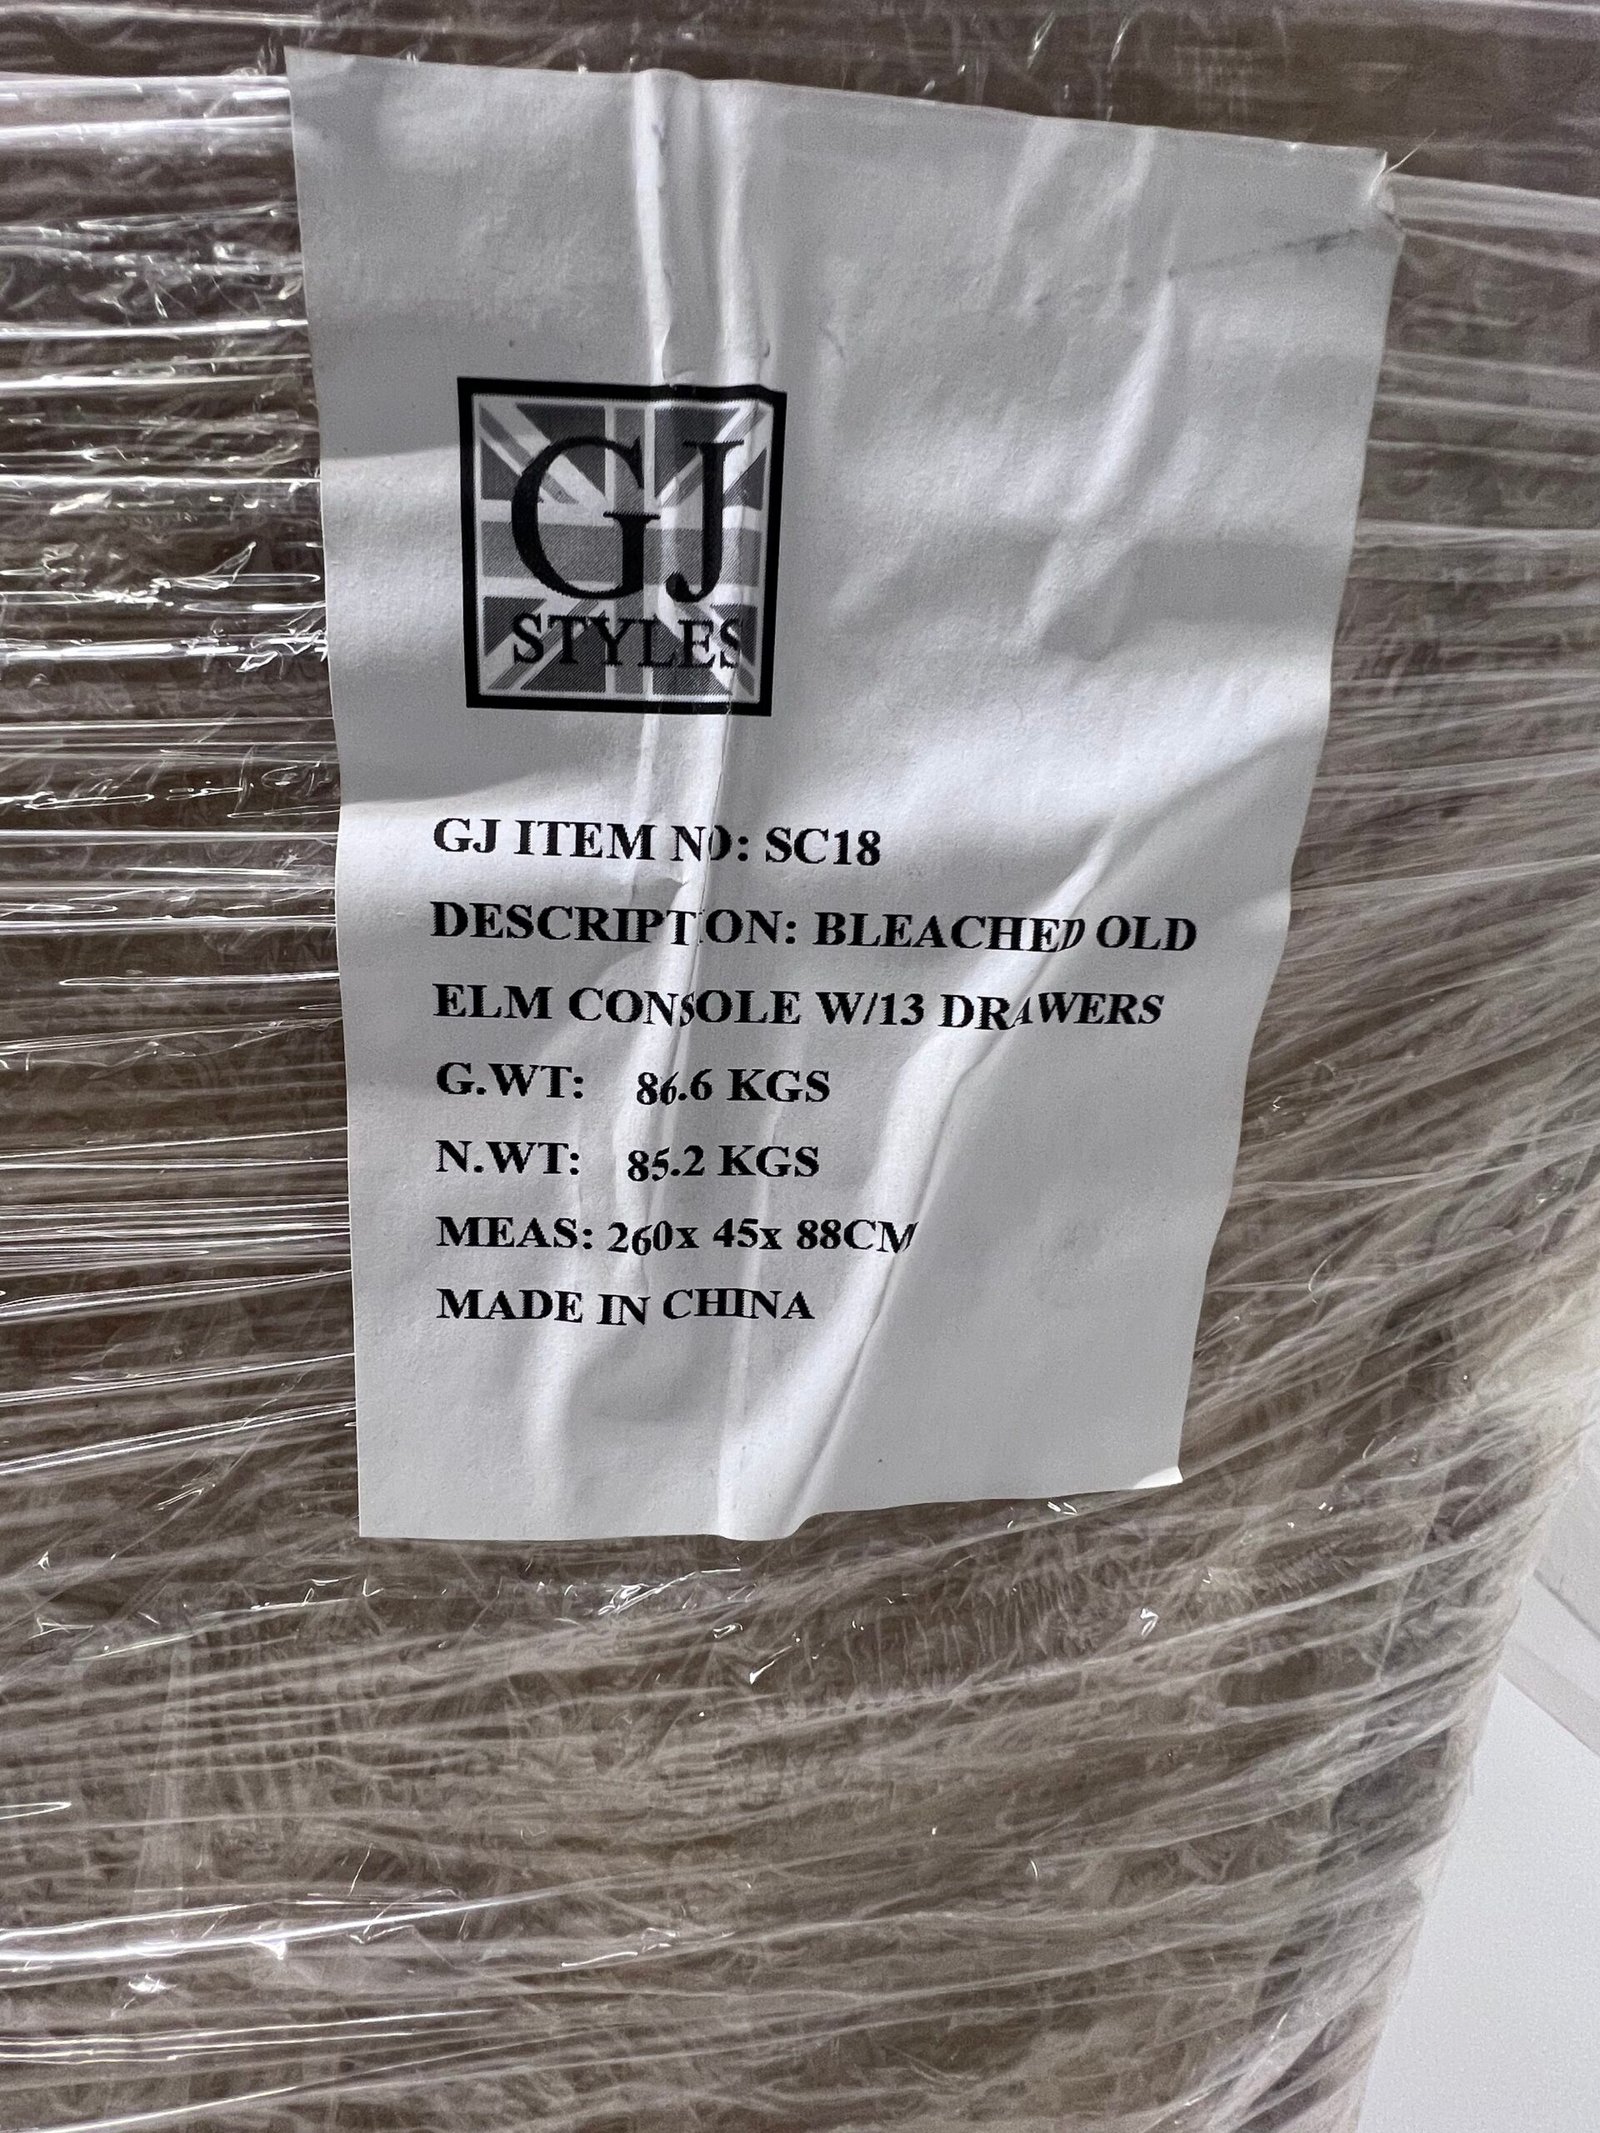 GJ
STYLES
GJ ITEM NO: SC18
DESCRIPTION: BLEACHED OLD
ELM CONSOLE W/13 DRAWERS
G.WT: 86.6 KGS
N.WT: 85.2 KGS
MEAS: 260x 45x 88CM
MADE IN CHINA